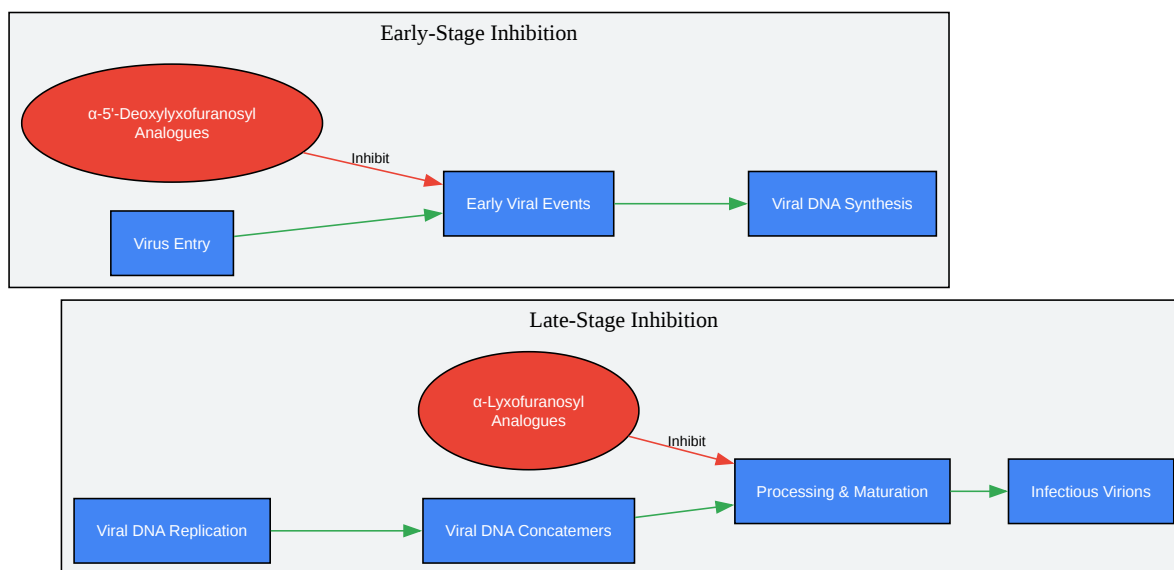 Early-Stage Inhibition
α-5'-Deoxylyxofuranosyl
Analogues
Inhibit
Early Viral Events
Viral DNA Synthesis
Virus Entry
Late-Stage Inhibition
α-Lyxofuranosyl
Analogues
Inhibit
Processing & Maturation
Infectious Virions
Viral DNA Replication
Viral DNA Concatemers